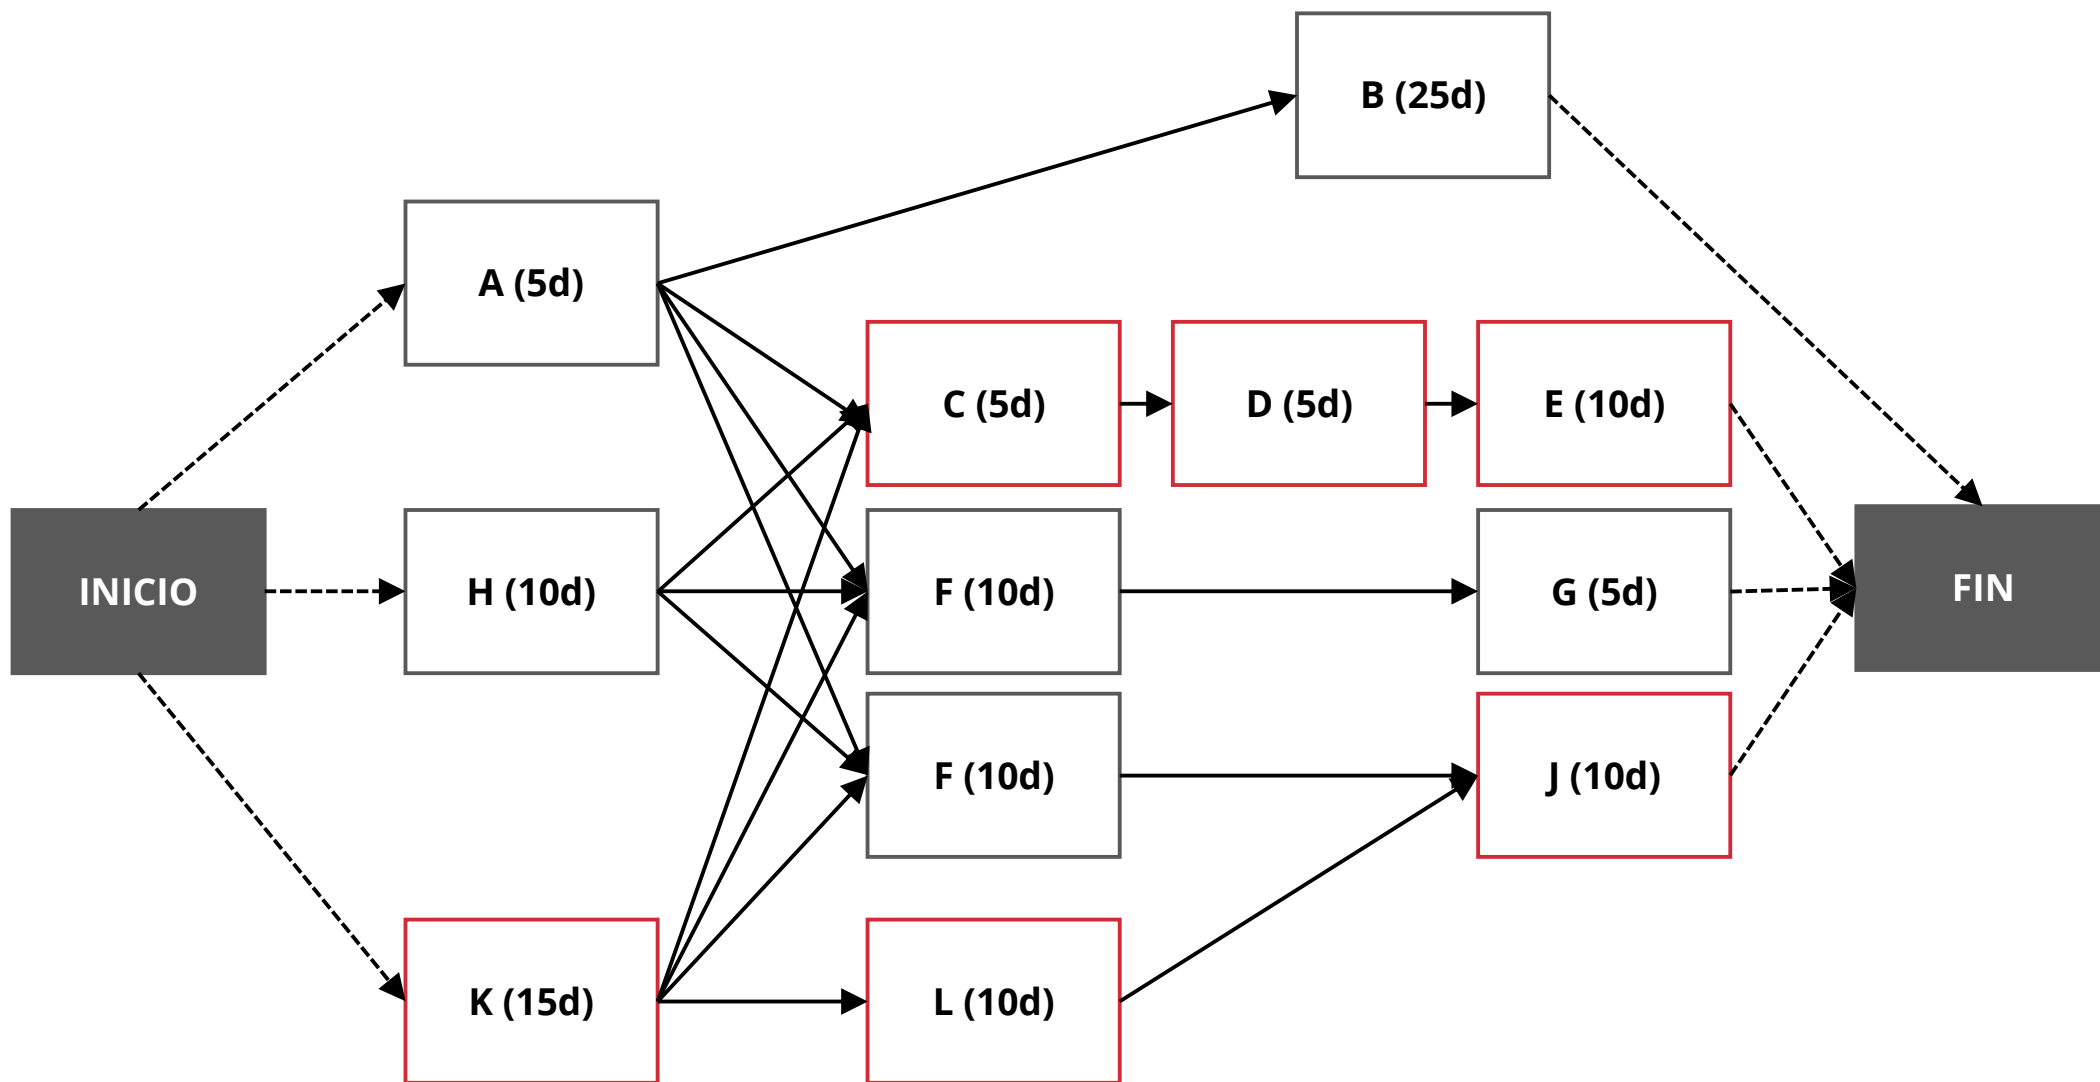 B (25d)
A (5d)
C (5d)
D (5d)
E (10d)
INICIO
H (10d)
F (10d)
G (5d)
FIN
F (10d)
J (10d)
K (15d)
L (10d)